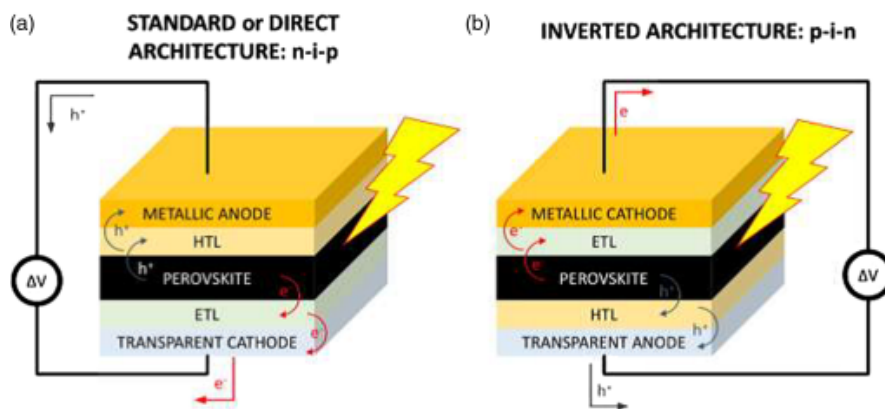 (a)
STANDARD or DIRECT
ARCHITECTURE: n-i-p
h⁺
METALLIC ANODE
h⁺
HTL
h⁺
PEROVSKITE
e⁻
ETL
e⁻
TRANSPARENT CATHODE
e⁻
ΔV
(b)
INVERTED ARCHITECTURE: p-i-n
e
METALLIC CATHODE
e⁻
ETL
e⁻
PEROVSKITE
h⁺
HTL
h⁺
TRANSPARENT ANODE
h⁺
ΔV